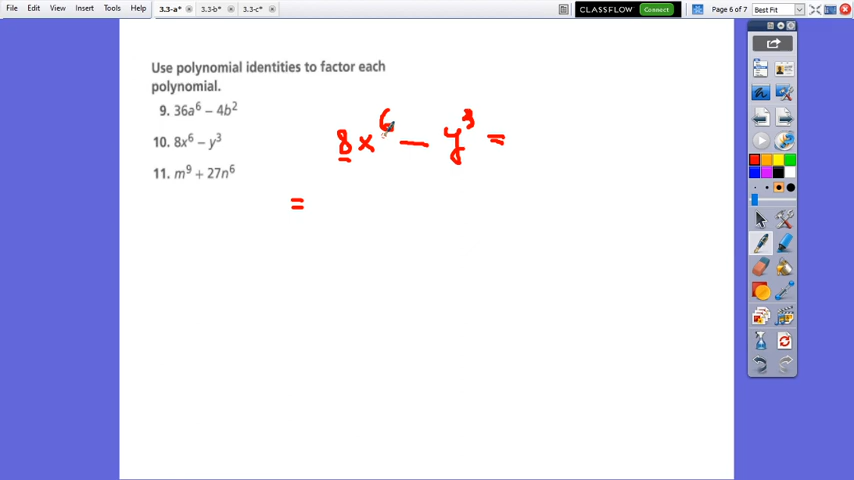 File Edit View Insert Tools Help 3.3-a* 3.3-b* 3.3-c* CLASSFLOW Connect Page 6 of 7 Best Fit
Use polynomial identities to factor each
polynomial.
9. 36a⁶ − 4b²
10. 8x⁶ − y³
11. m⁹ + 27n⁶
8x⁶ − y³ =
=